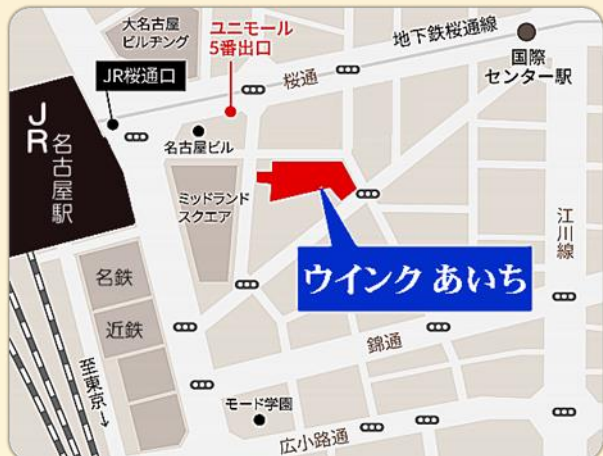 大名古屋
ビルヂング
ユニモール
5番出口
地下鉄桜通線
国際
センター駅
JR桜通口
桜通
JR名古屋駅
名古屋ビル
ミッドランド
スクエア
江川線
ウインク あいち
名鉄
近鉄
錦通
至東京→
モード学園
広小路通